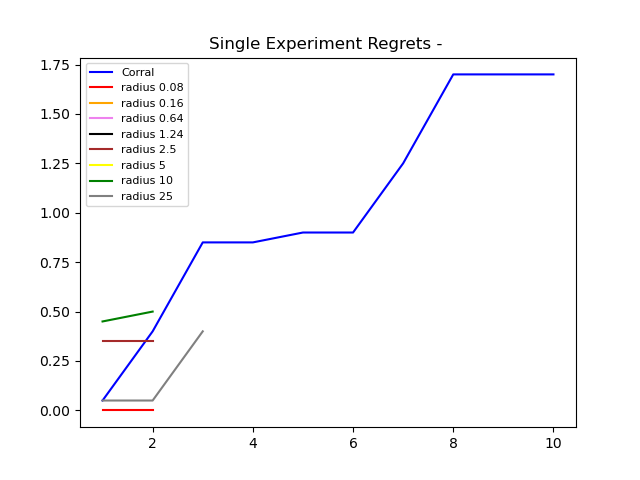 Single Experiment Regrets -
1.75
1.50
1.25
1.00
0.75
0.50
0.25
0.00
Corral
radius 0.08
radius 0.16
radius 0.64
radius 1.24
radius 2.5
radius 5
radius 10
radius 25
2 4 6 8 10